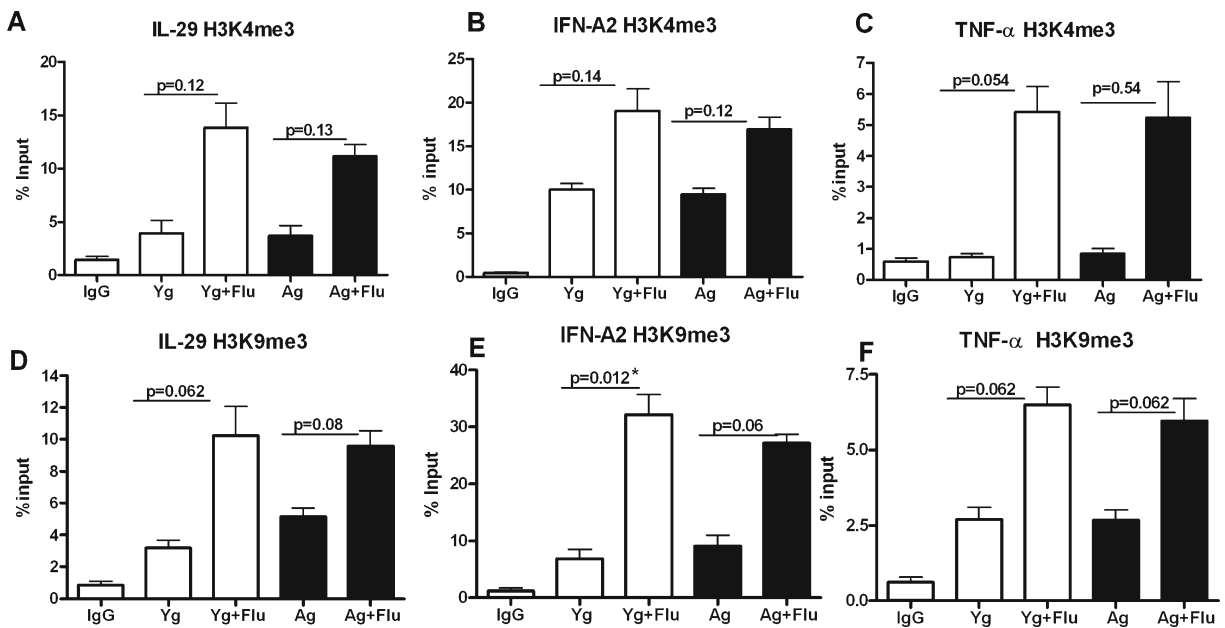 A
IL-29 H3K4me3
% Input
20
15
10
5
0
p=0.12
p=0.13
IgG Yg Yg+Flu Ag Ag+Flu
B
IFN-A2 H3K4me3
% input
25
20
15
10
5
0
p=0.14
p=0.12
IgG Yg Yg+Flu Ag Ag+Flu
C
TNF-α H3K4me3
%input
7
6
5
4
3
2
1
0
p=0.054
p=0.54
IgG Yg Yg+Flu Ag Ag+Flu
D
IL-29 H3K9me3
%input
14
12
10
8
6
4
2
0
p=0.062
p=0.08
IgG Yg Yg+Flu Ag Ag+Flu
E
IFN-A2 H3K9me3
% Input
40
30
20
10
0
p=0.012*
p=0.06
IgG Yg Yg+Flu Ag Ag+Flu
F
TNF-α H3K9me3
% input
7.5
5.0
2.5
0.0
p=0.062
p=0.062
IgG Yg Yg+Flu Ag Ag+Flu